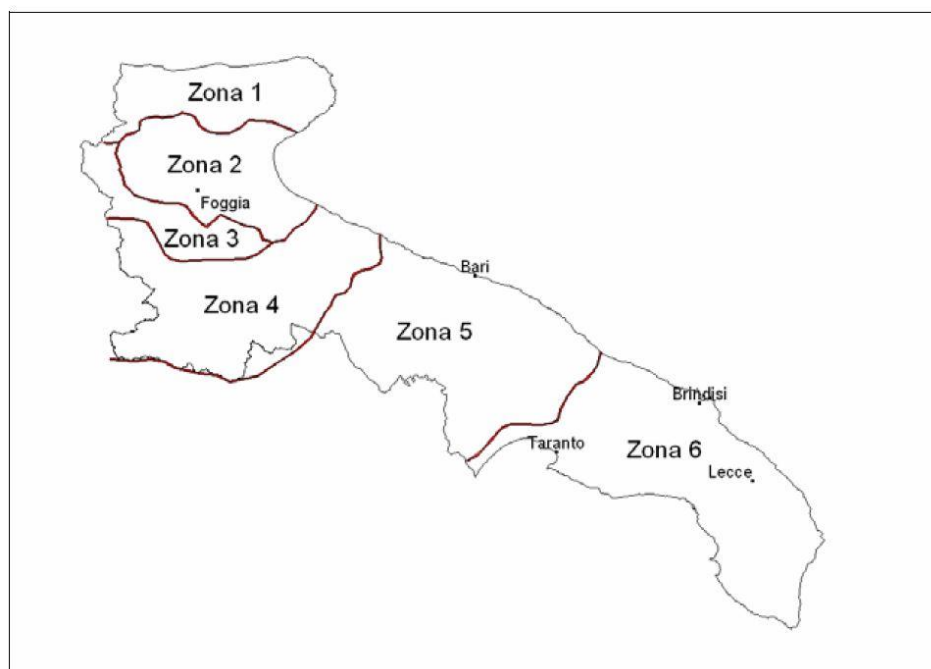 Zona 1
Zona 2
Foggia
Zona 3
Bari
Zona 4
Zona 5
Brindisi
Taranto
Zona 6
Lecce